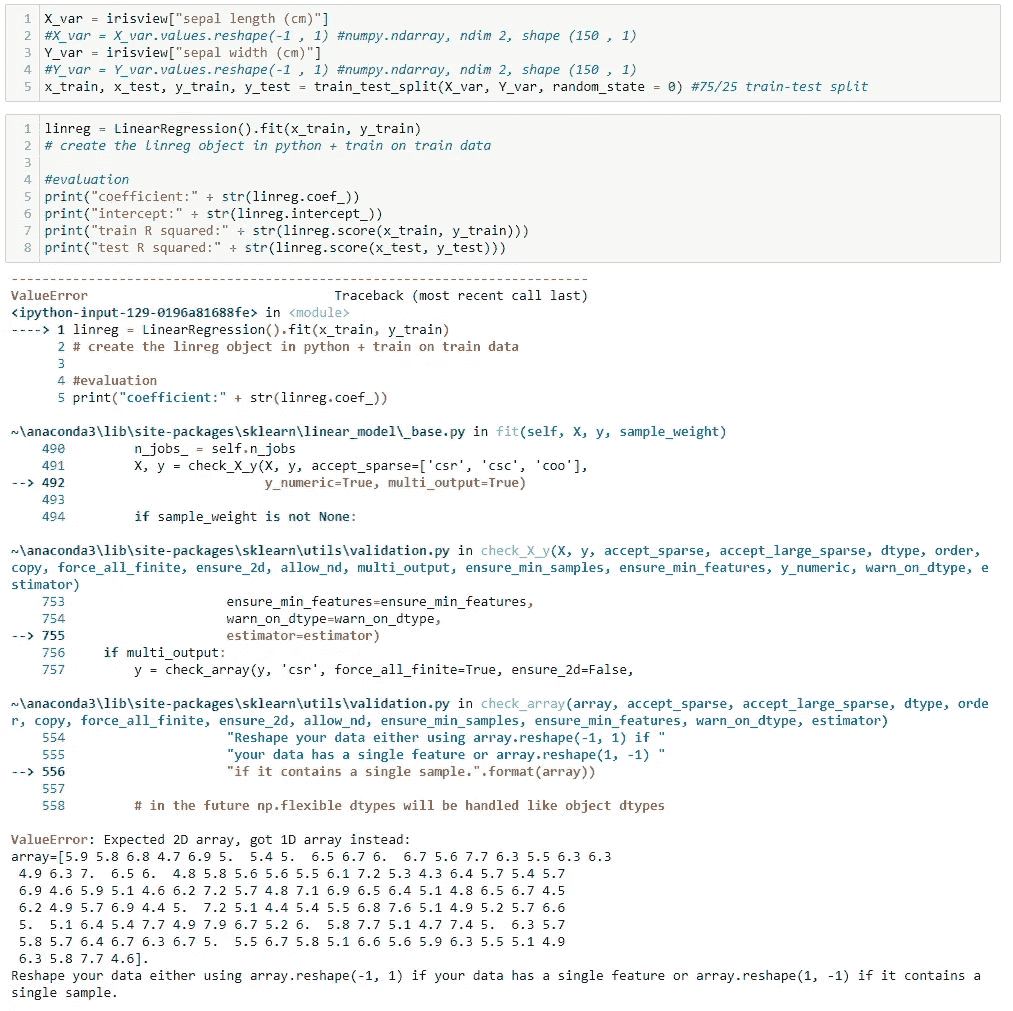 1 X_var = irisview["sepal length (cm)"]
2 #X_var = X_var.values.reshape(-1 , 1) #numpy.ndarray, ndim 2, shape (150 , 1)
3 Y_var = irisview["sepal width (cm)"]
4 #Y_var = Y_var.values.reshape(-1 , 1) #numpy.ndarray, ndim 2, shape (150 , 1)
5 x_train, x_test, y_train, y_test = train_test_split(X_var, Y_var, random_state = 0) #75/25 train-test split
1 linreg = LinearRegression().fit(x_train, y_train)
2 # create the linreg object in python + train on train data
3
4 #evaluation
5 print("coefficient:" + str(linreg.coef_))
6 print("intercept:" + str(linreg.intercept_))
7 print("train R squared:" + str(linreg.score(x_train, y_train)))
8 print("test R squared:" + str(linreg.score(x_test, y_test)))
---------------------------------------------------------------------------
ValueError                                Traceback (most recent call last)
<ipython-input-129-0196a81688fe> in <module>
----> 1 linreg = LinearRegression().fit(x_train, y_train)
      2 # create the linreg object in python + train on train data
      3
      4 #evaluation
      5 print("coefficient:" + str(linreg.coef_))
~\anaconda3\lib\site-packages\sklearn\linear_model\_base.py in fit(self, X, y, sample_weight)
    490         n_jobs_ = self.n_jobs
    491         X, y = check_X_y(X, y, accept_sparse=['csr', 'csc', 'coo'],
--> 492                          y_numeric=True, multi_output=True)
    493
    494         if sample_weight is not None:
~\anaconda3\lib\site-packages\sklearn\utils\validation.py in check_X_y(X, y, accept_sparse, accept_large_sparse, dtype, order,
copy, force_all_finite, ensure_2d, allow_nd, multi_output, ensure_min_samples, ensure_min_features, y_numeric, warn_on_dtype, e
stimator)
    753                     ensure_min_features=ensure_min_features,
    754                     warn_on_dtype=warn_on_dtype,
--> 755                     estimator=estimator)
    756     if multi_output:
    757         y = check_array(y, 'csr', force_all_finite=True, ensure_2d=False,
~\anaconda3\lib\site-packages\sklearn\utils\validation.py in check_array(array, accept_sparse, accept_large_sparse, dtype, orde
r, copy, force_all_finite, ensure_2d, allow_nd, ensure_min_samples, ensure_min_features, warn_on_dtype, estimator)
    554                     "Reshape your data either using array.reshape(-1, 1) if "
    555                     "your data has a single feature or array.reshape(1, -1) "
--> 556                     "if it contains a single sample.".format(array))
    557
    558         # in the future np.flexible dtypes will be handled like object dtypes
ValueError: Expected 2D array, got 1D array instead:
array=[5.9 5.8 6.8 4.7 6.9 5.  5.4 5.  6.5 6.7 6.  6.7 5.6 7.7 6.3 5.5 6.3 6.3
 4.9 6.3 7.  6.5 6.  4.8 5.8 5.6 5.6 5.5 6.1 7.2 5.3 4.3 6.4 5.7 5.4 5.7
 6.9 4.6 5.9 5.1 4.6 6.2 7.2 5.7 4.8 7.1 6.9 6.5 6.4 5.1 4.8 6.5 6.7 4.5
 6.2 4.9 5.7 6.9 4.4 5.  7.2 5.1 4.4 5.4 5.5 6.8 7.6 5.1 4.9 5.2 5.7 6.6
 5.  5.1 6.4 5.4 7.7 4.9 7.9 6.7 5.2 6.  5.8 7.7 5.1 4.7 7.4 5.  6.3 5.7
 5.8 5.7 6.4 6.7 6.3 6.7 5.  5.5 6.7 5.8 5.1 6.6 5.6 5.9 6.3 5.5 5.1 4.9
 6.3 5.8 7.7 4.6].
Reshape your data either using array.reshape(-1, 1) if your data has a single feature or array.reshape(1, -1) if it contains a
single sample.